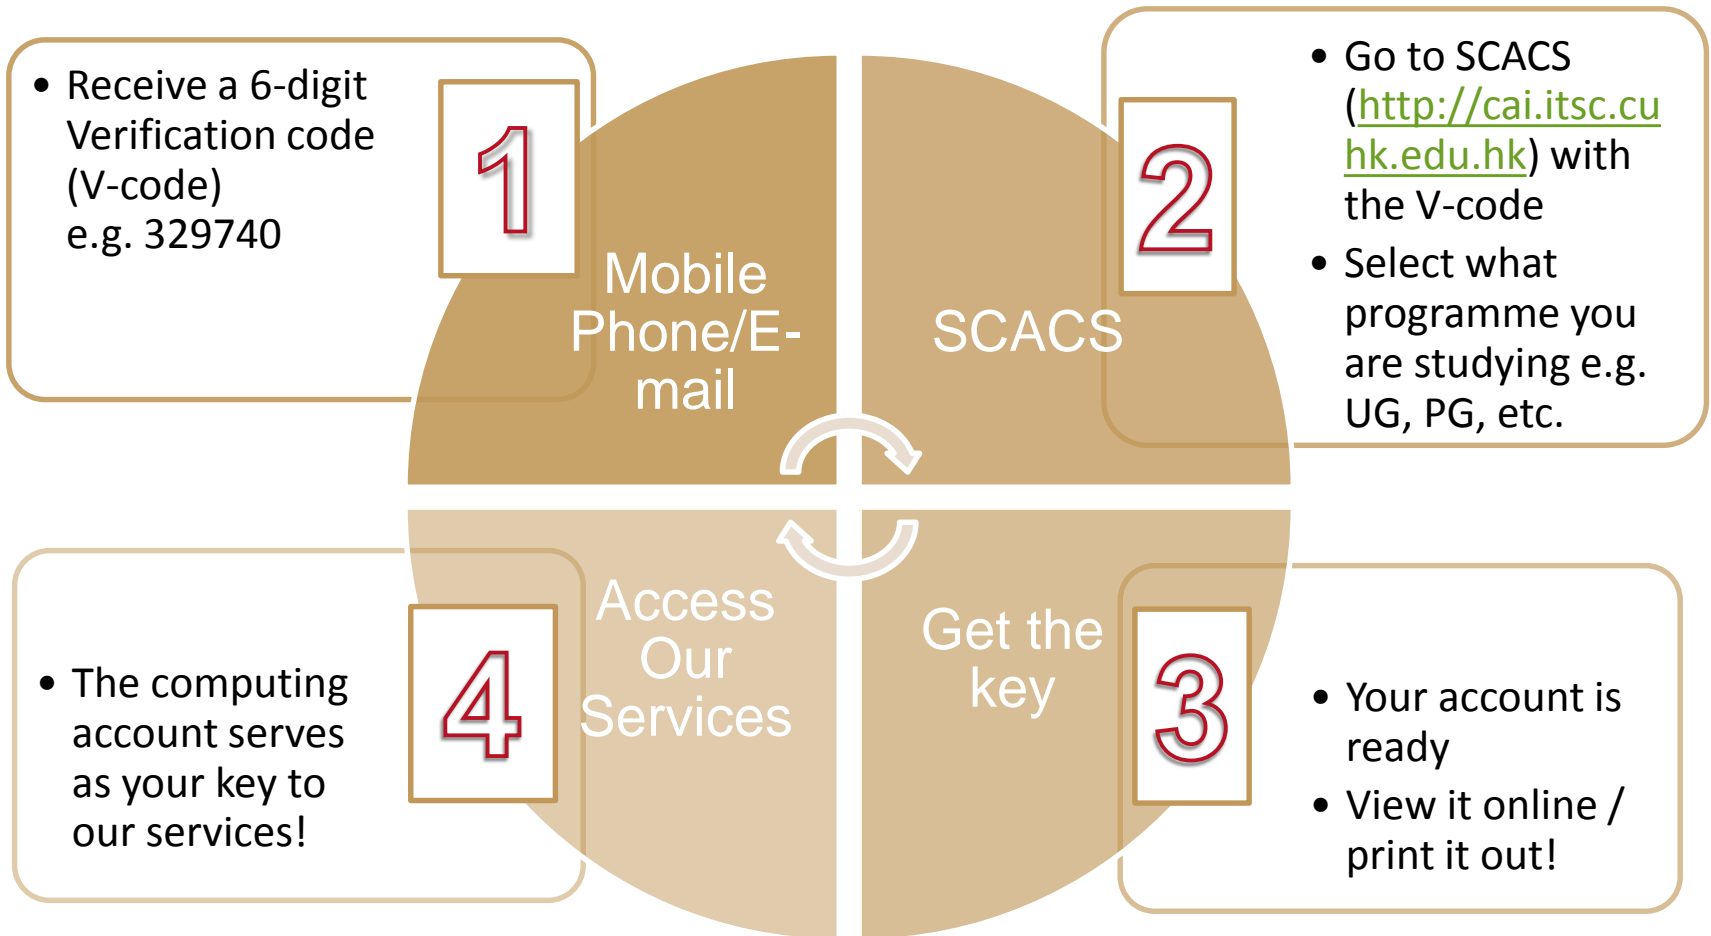 • Receive a 6-digit
Verification code
(V-code)
e.g. 329740
1
Mobile
Phone/E-
mail
2
SCACS
• Go to SCACS
(http://cai.itsc.cu
hk.edu.hk) with
the V-code
• Select what
programme you
are studying e.g.
UG, PG, etc.
3
Get the
key
• Your account is
ready
• View it online /
print it out!
4
Access
Our
Services
• The computing
account serves
as your key to
our services!